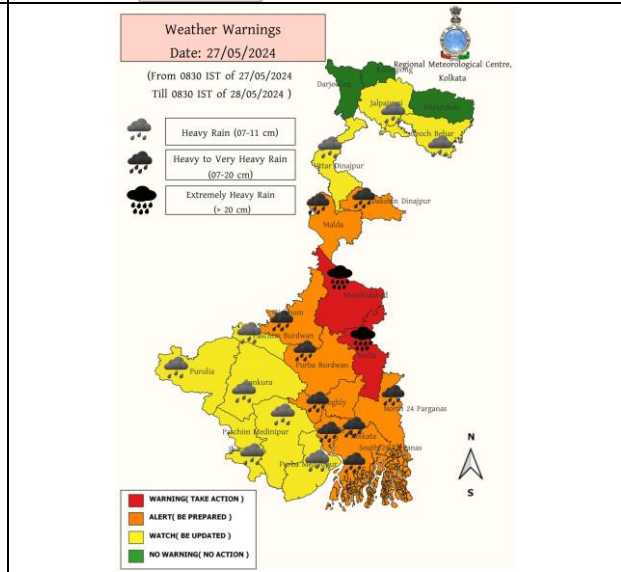 Weather Warnings
Date: 27/05/2024
(From 0830 IST of 27/05/2024
Till 0830 IST of 28/05/2024 )
Regional Meteorological Centre,
Kolkata
Heavy Rain (07-11 cm)
Heavy to Very Heavy Rain
(07-20 cm)
Extremely Heavy Rain
(> 20 cm)
Darjeeling
Jalpaiguri
Alipurduar
Cooch Behar
Uttar Dinajpur
Dakshin Dinajpur
Malda
Murshidabad
Paschim Burdwan
Nadia
Purba Burdwan
Purulia
Bankura
North 24 Parganas
Paschim Medinipur
Kolkata
South 24 Parganas
N
S
WARNING( TAKE ACTION )
ALERT( BE PREPARED )
WATCH( BE UPDATED )
NO WARNING( NO ACTION )